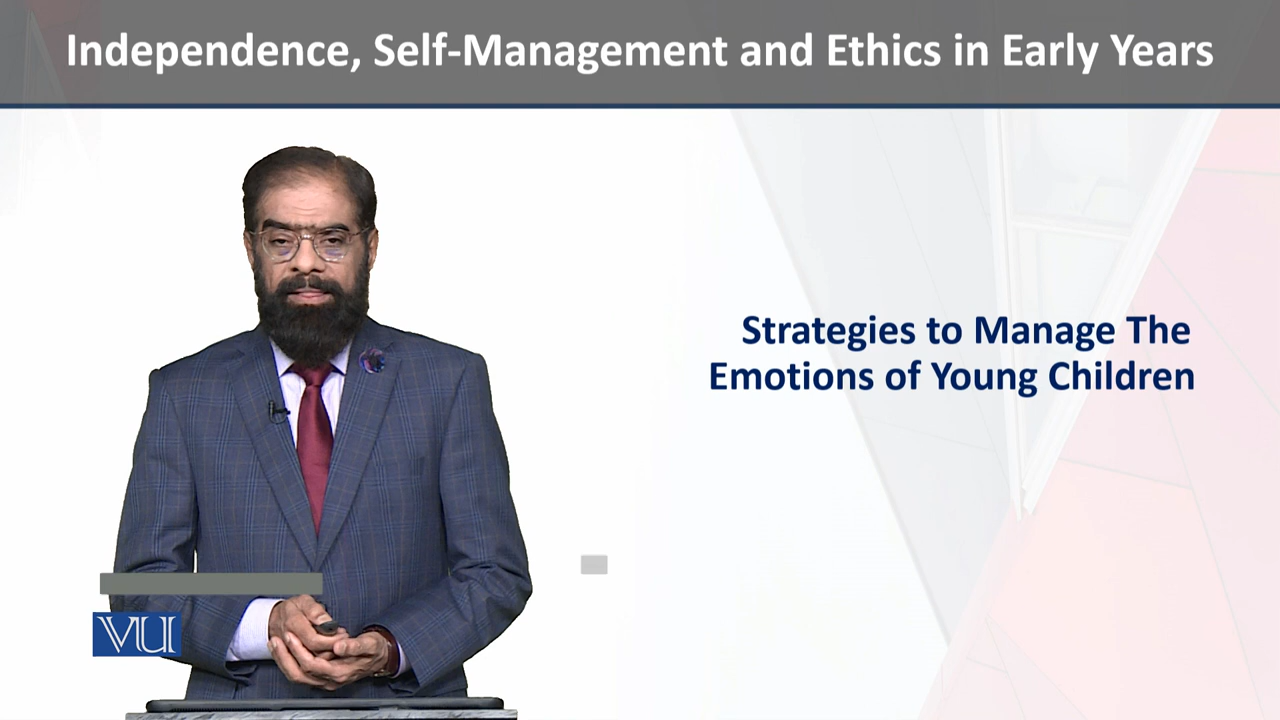 Independence, Self-Management and Ethics in Early Years
Strategies to Manage The
Emotions of Young Children
VU